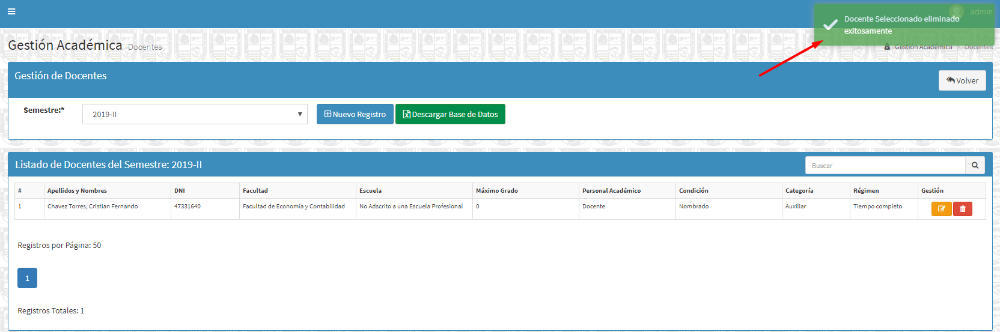 admin
Docente Seleccionado eliminado
exitosamente
Gestión Académica Docentes
Gestión Académica > Docentes
Gestión de Docentes
Volver
Semestre:* 2019-II Nuevo Registro Descargar Base de Datos
Listado de Docentes del Semestre: 2019-II Buscar
# Apellidos y Nombres DNI Facultad Escuela Máximo Grado Personal Académico Condición Categoría Régimen Gestión
1 Chavez Torres, Cristian Fernando 47331640 Facultad de Economía y Contabilidad No Adscrito a una Escuela Profesional 0 Docente Nombrado Auxiliar Tiempo completo
Registros por Página: 50
1
Registros Totales: 1